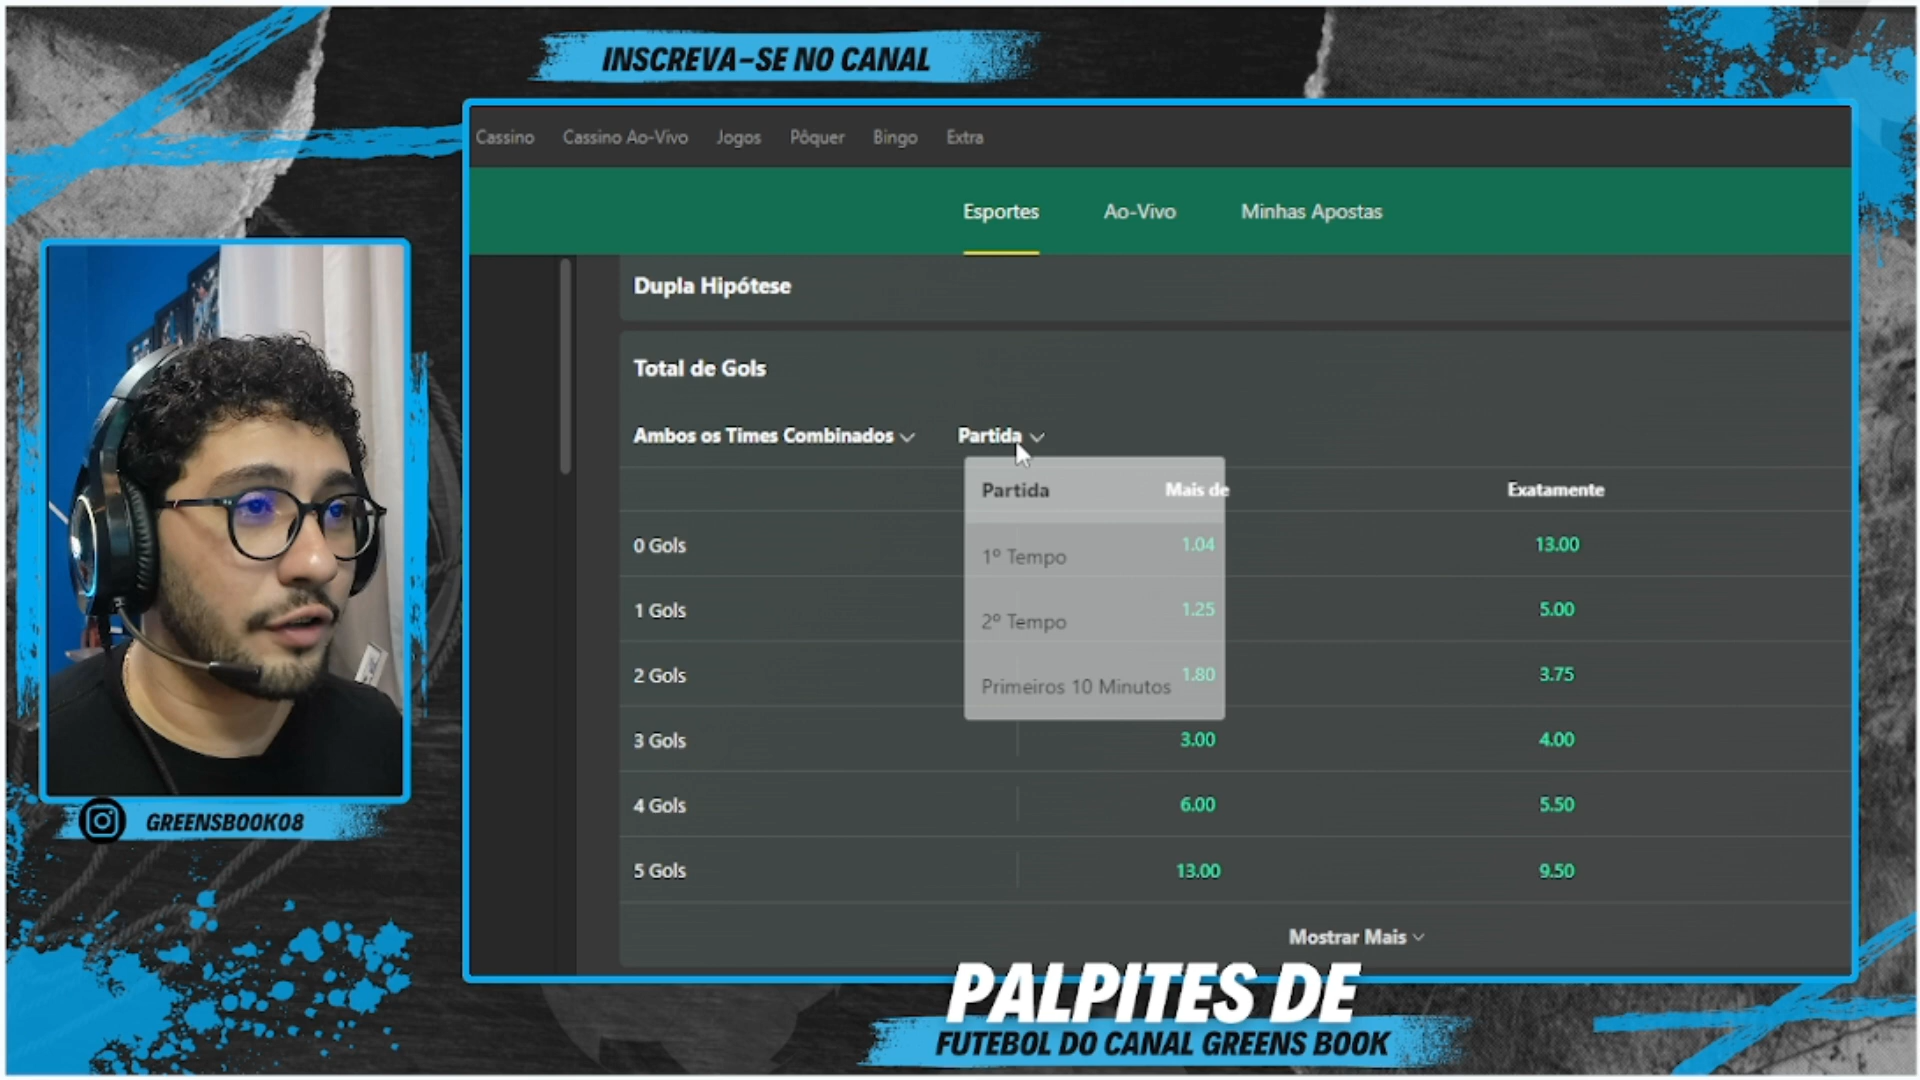 INSCREVA-SE NO CANAL
Cassino Cassino Ao-Vivo Jogos Pôquer Bingo Extra
Esportes Ao-Vivo Minhas Apostas
Dupla Hipótese
Total de Gols
Ambos os Times Combinados Partida
Partida Mais de Exatamente
0 Gols 1.04 13.00
1º Tempo
1 Gols 1.25 5.00
2º Tempo
2 Gols 1.80 3.75
Primeiros 10 Minutos
3 Gols 3.00 4.00
4 Gols 6.00 5.50
5 Gols 13.00 9.50
Mostrar Mais
GREENSBOOK08
PALPITES DE
FUTEBOL DO CANAL GREENS BOOK